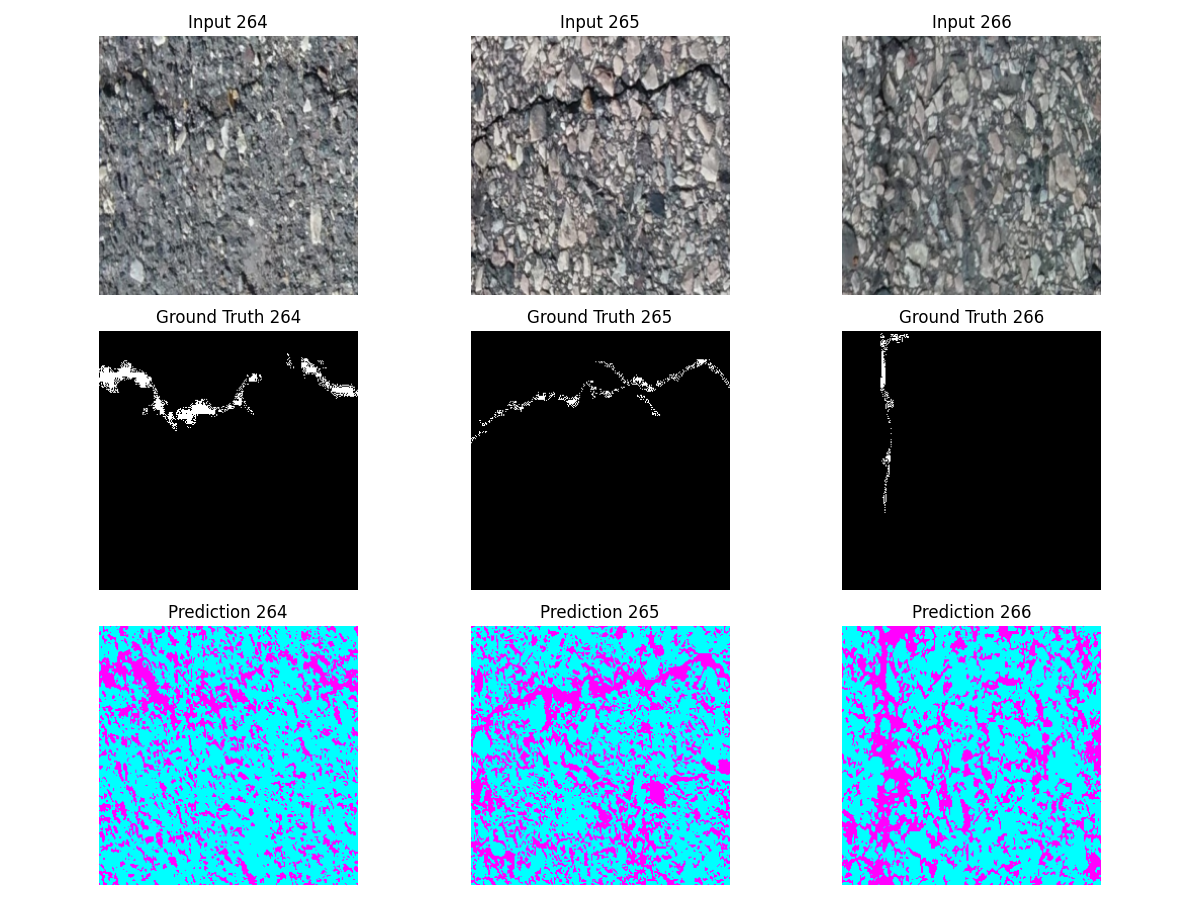 Input 264
Input 265
Input 266
Ground Truth 264
Ground Truth 265
Ground Truth 266
Prediction 264
Prediction 265
Prediction 266